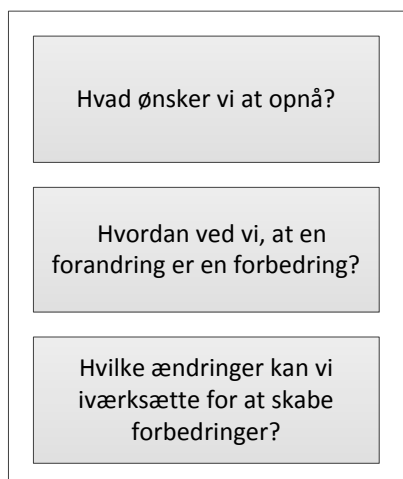 Hvad ønsker vi at opnå?
Hvordan ved vi, at en
forandring er en forbedring?
Hvilke ændringer kan vi
iværksætte for at skabe
forbedringer?